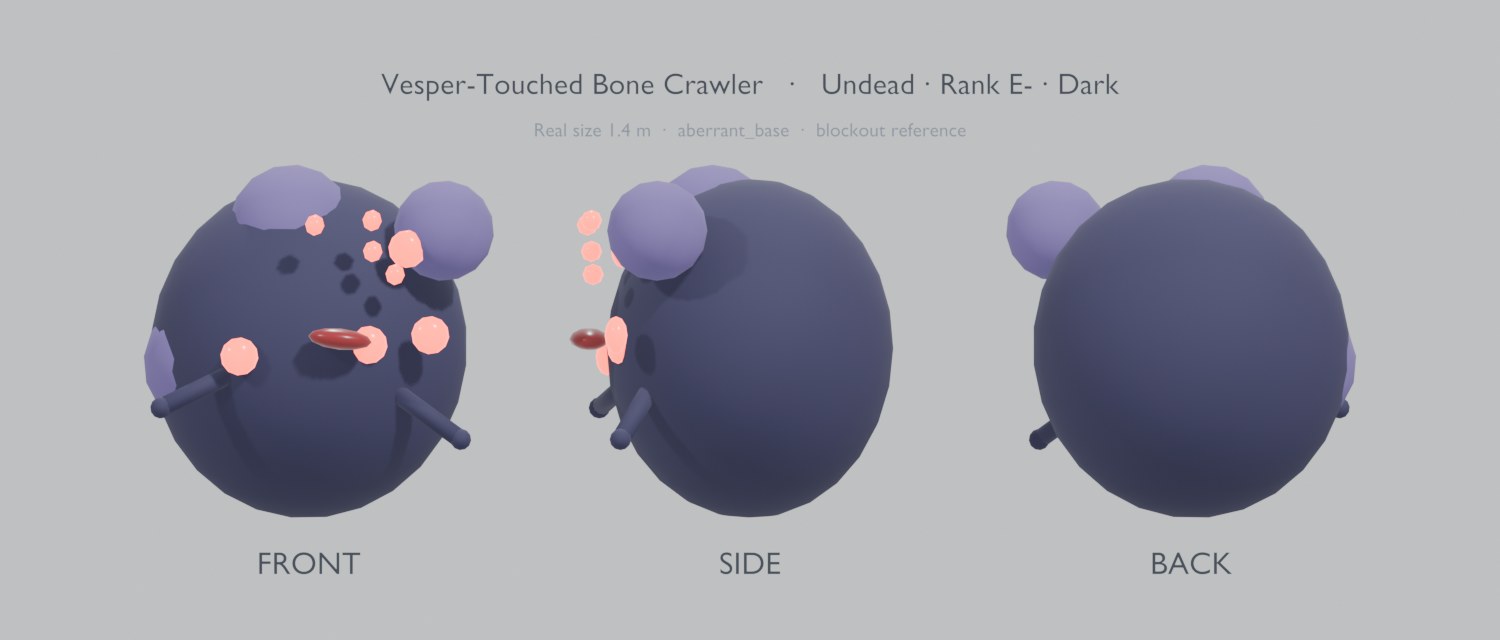 Vesper-Touched Bone Crawler · Undead · Rank E- · Dark
Real size 1.4 m · aberrant_base · blockout reference
FRONT SIDE BACK